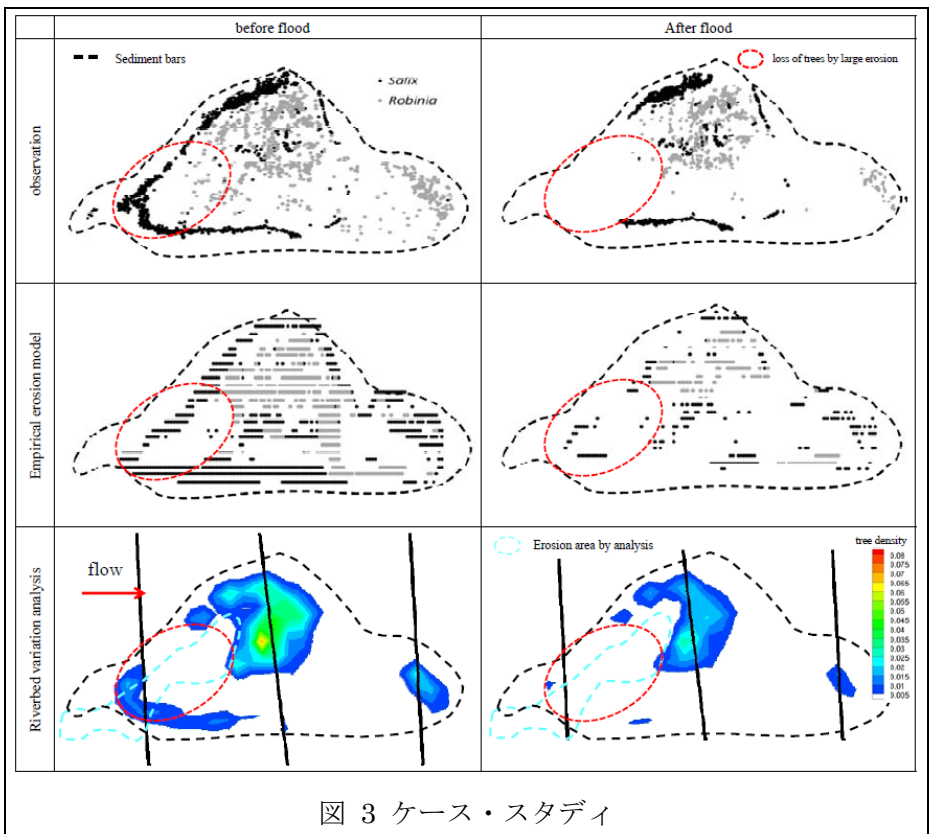 before flood
After flood
observation
Sediment bars
Safix
Robinia
loss of trees by large erosion
Empirical erosion model
Riverbed variation analysis
flow
Erosion area by analysis
tree density
0.08
0.075
0.07
0.065
0.06
0.055
0.05
0.045
0.04
0.035
0.03
0.025
0.02
0.015
0.01
0.005
図 3 ケース・スタディ